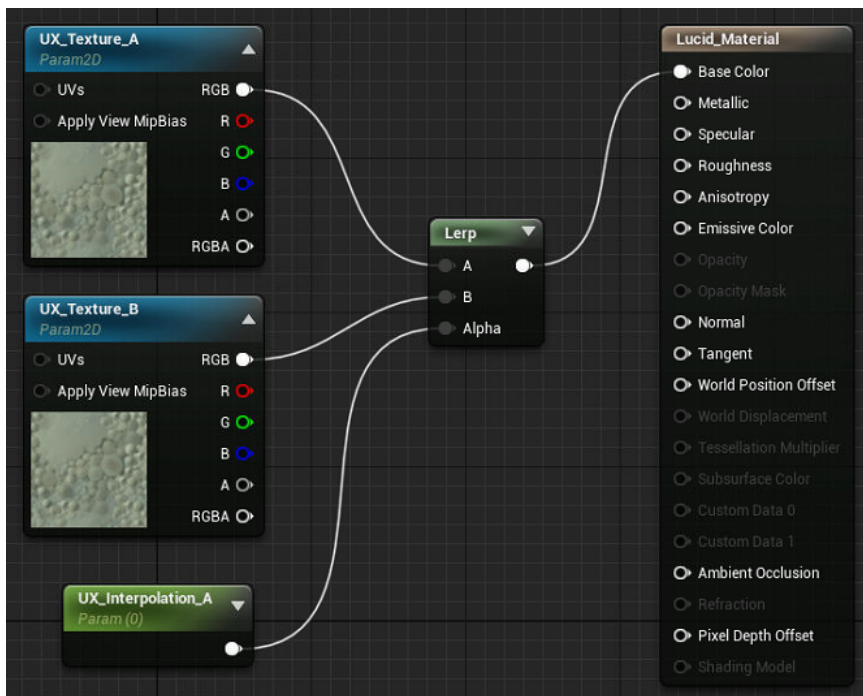 UX_Texture_A
Param2D
UVs RGB
Apply View MipBias R
G
B
A
RGBA
UX_Texture_B
Param2D
UVs RGB
Apply View MipBias R
G
B
A
RGBA
UX_Interpolation_A
Param (0)
Lerp
A
B
Alpha
Lucid_Material
Base Color
Metallic
Specular
Roughness
Anisotropy
Emissive Color
Opacity
Opacity Mask
Normal
Tangent
World Position Offset
World Displacement
Tessellation Multiplier
Subsurface Color
Custom Data 0
Custom Data 1
Ambient Occlusion
Refraction
Pixel Depth Offset
Shading Model